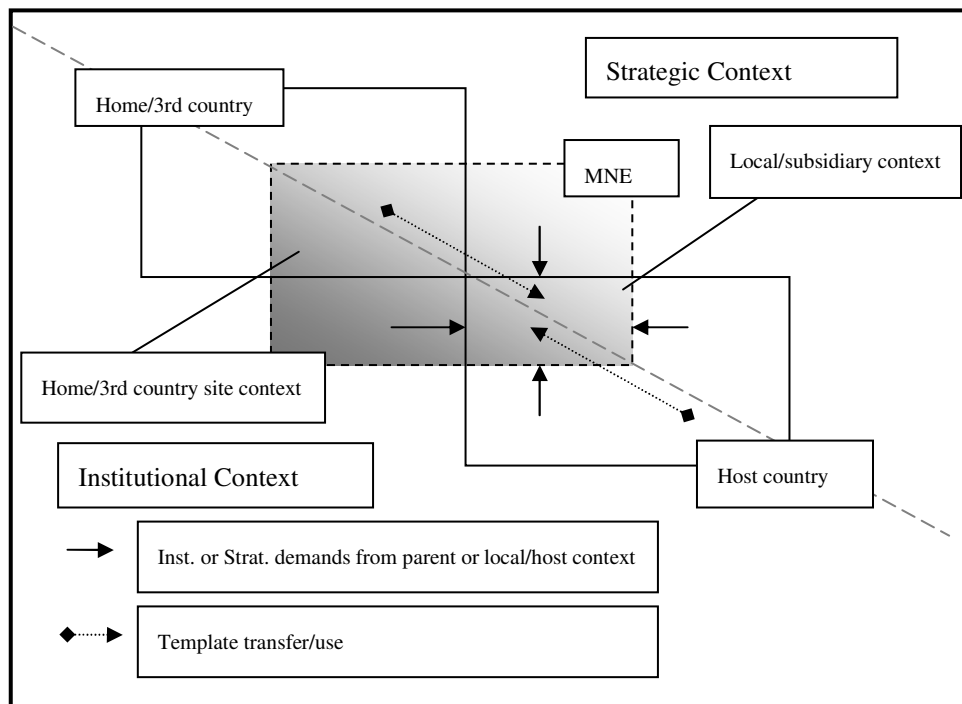 Strategic Context
Home/3rd country
Local/subsidiary context
MNE
Home/3rd country site context
Institutional Context
Host country
Inst. or Strat. demands from parent or local/host context
Template transfer/use